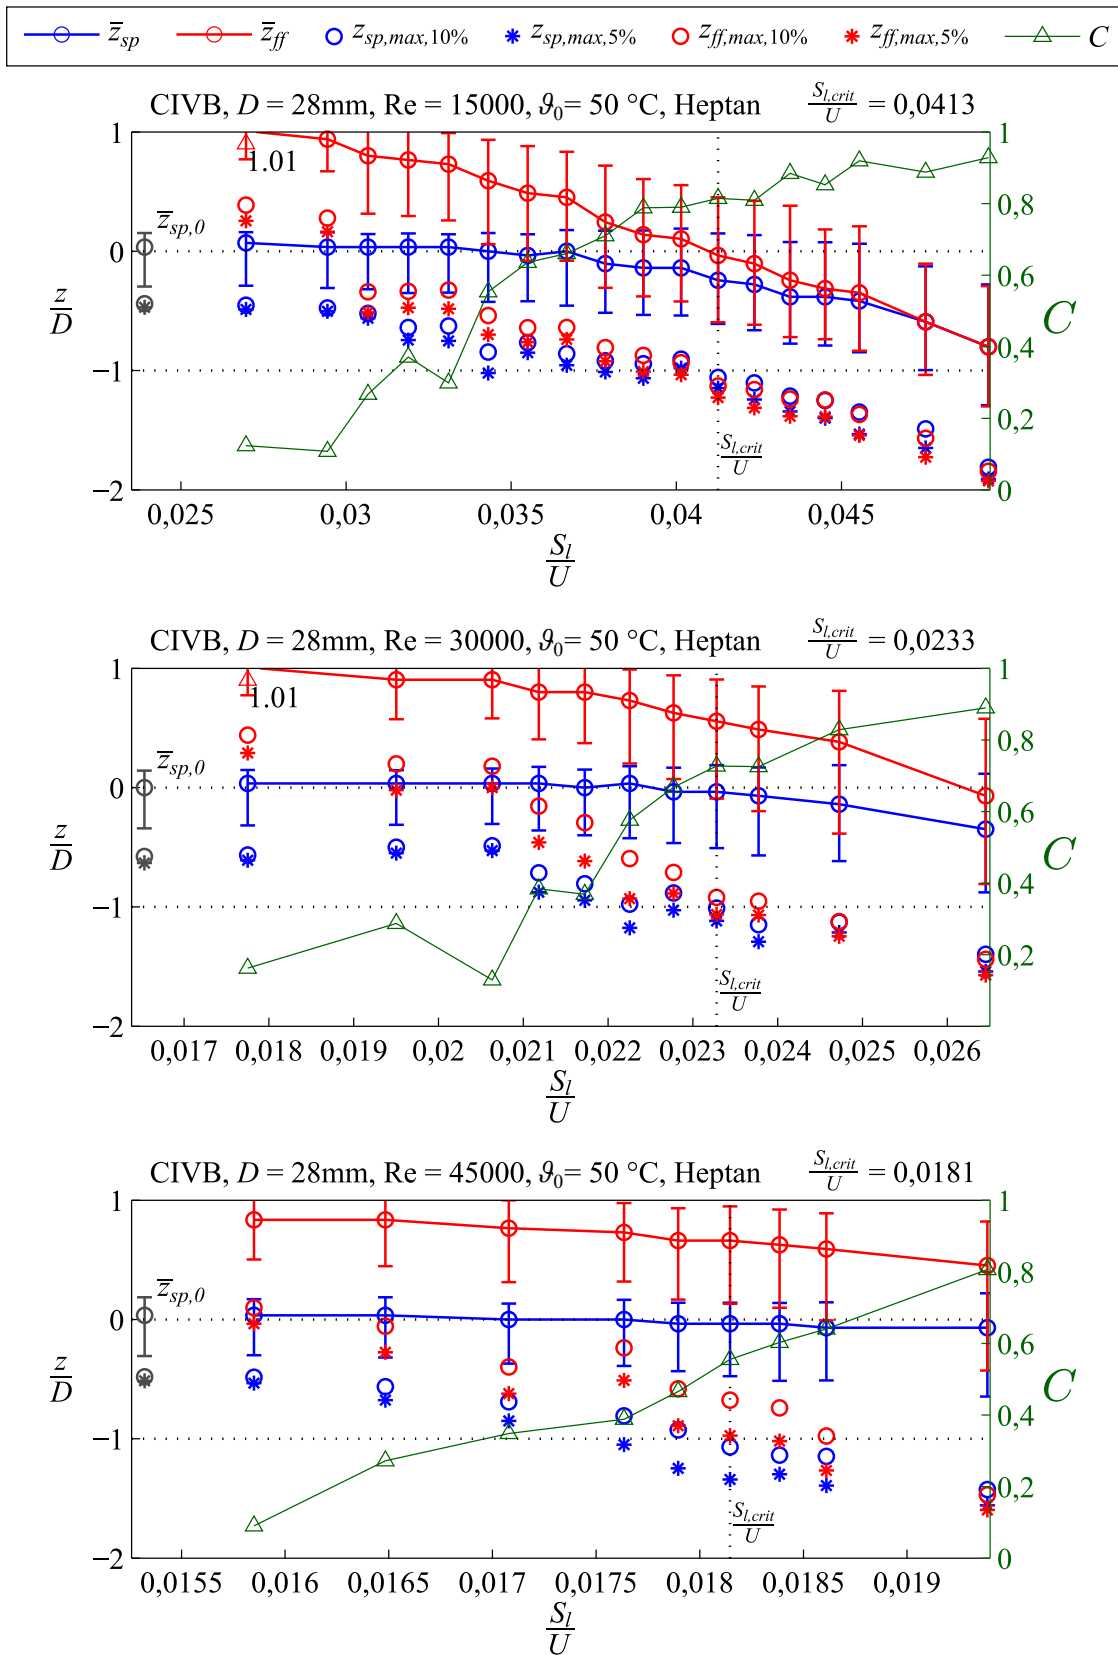 z̄sp z̄ff zsp,max,10% zsp,max,5% zff,max,10% zff,max,5% C
CIVB, D = 28mm, Re = 15000, ϑ0= 50 °C, Heptan Sl,crit/U = 0,0413
1 1
1.01
z̄sp,0
0,8
0
0,6
z/D C
0,4
−1
0,2
Sl,crit/U
−2 0
0,025 0,03 0,035 0,04 0,045
Sl/U
CIVB, D = 28mm, Re = 30000, ϑ0= 50 °C, Heptan Sl,crit/U = 0,0233
1 1
1.01
z̄sp,0
0,8
0
0,6
z/D C
0,4
−1
0,2
Sl,crit/U
−2 0
0,017 0,018 0,019 0,02 0,021 0,022 0,023 0,024 0,025 0,026
Sl/U
CIVB, D = 28mm, Re = 45000, ϑ0= 50 °C, Heptan Sl,crit/U = 0,0181
1 1
z̄sp,0
0,8
0
0,6
z/D C
0,4
−1
0,2
Sl,crit/U
−2 0
0,0155 0,016 0,0165 0,017 0,0175 0,018 0,0185 0,019
Sl/U